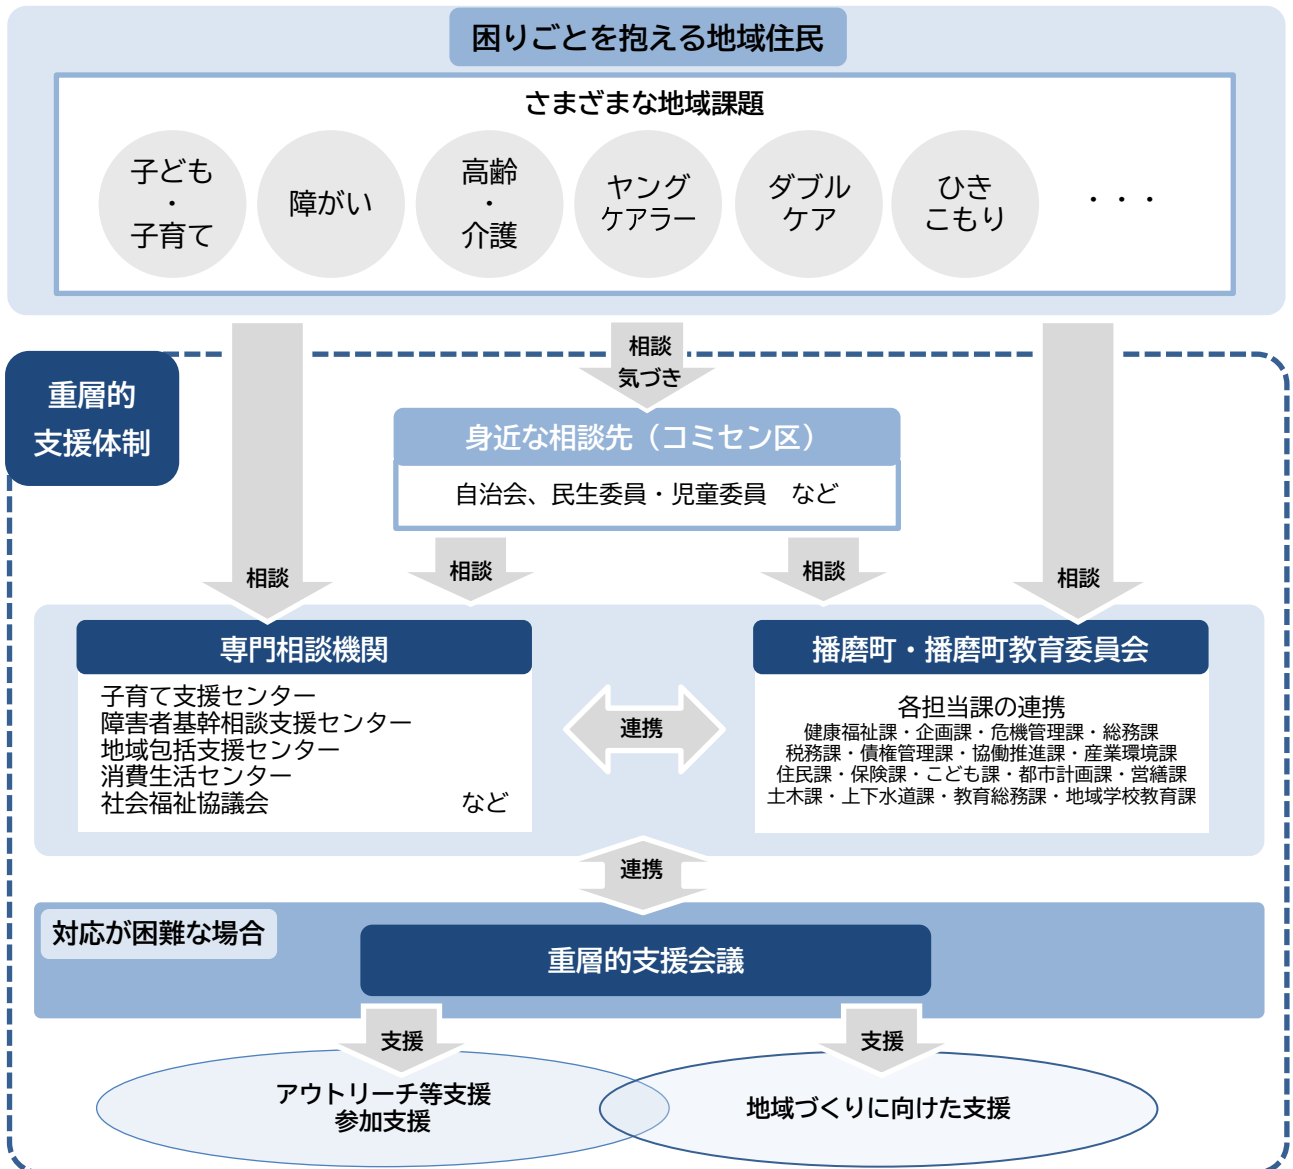 困りごとを抱える地域住民
さまざまな地域課題
子ども
・
子育て
障がい
高齢
・
介護
ヤング
ケアラー
ダブル
ケア
ひき
こもり
・・・
重層的
支援体制
相談
気づき
身近な相談先（コミセン区）
自治会、民生委員・児童委員　など
相談
相談
相談
相談
専門相談機関
子育て支援センター
障害者基幹相談支援センター
地域包括支援センター
消費生活センター
社会福祉協議会　など
連携
播磨町・播磨町教育委員会
各担当課の連携
健康福祉課・企画課・危機管理課・総務課
税務課・債権管理課・協働推進課・産業環境課
住民課・保険課・こども課・都市計画課・営繕課
土木課・上下水道課・教育総務課・地域学校教育課
連携
対応が困難な場合
重層的支援会議
支援
支援
アウトリーチ等支援
参加支援
地域づくりに向けた支援